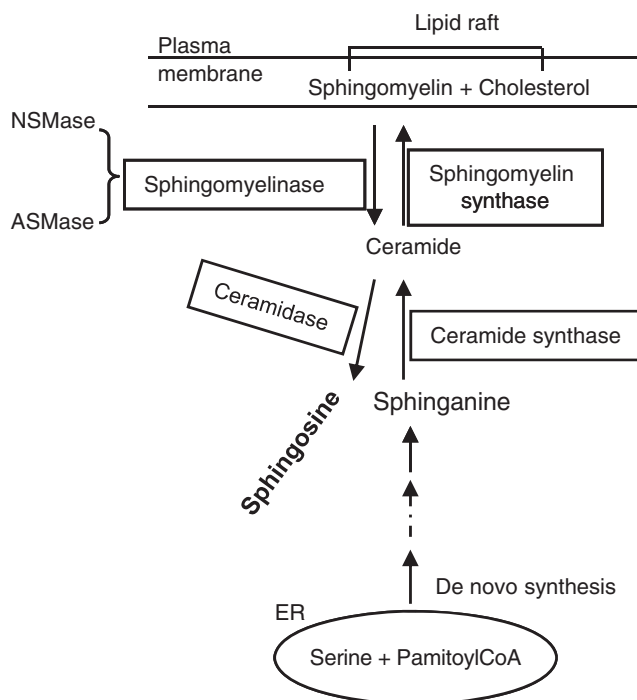 Lipid raft
Plasma
membrane
Sphingomyelin + Cholesterol
NSMase
Sphingomyelinase
Sphingomyelin
synthase
ASMase
Ceramide
Ceramidase
Ceramide synthase
Sphingosine
Sphinganine
De novo synthesis
ER
Serine + PamitoylCoA